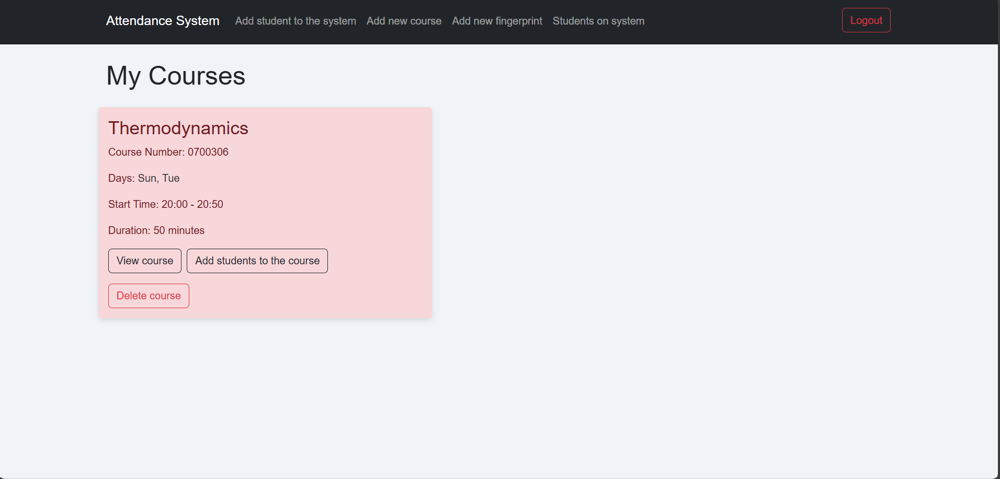 Attendance System Add student to the system Add new course Add new fingerprint Students on system Logout
My Courses
Thermodynamics
Course Number: 0700306
Days: Sun, Tue
Start Time: 20:00 - 20:50
Duration: 50 minutes
View course Add students to the course
Delete course